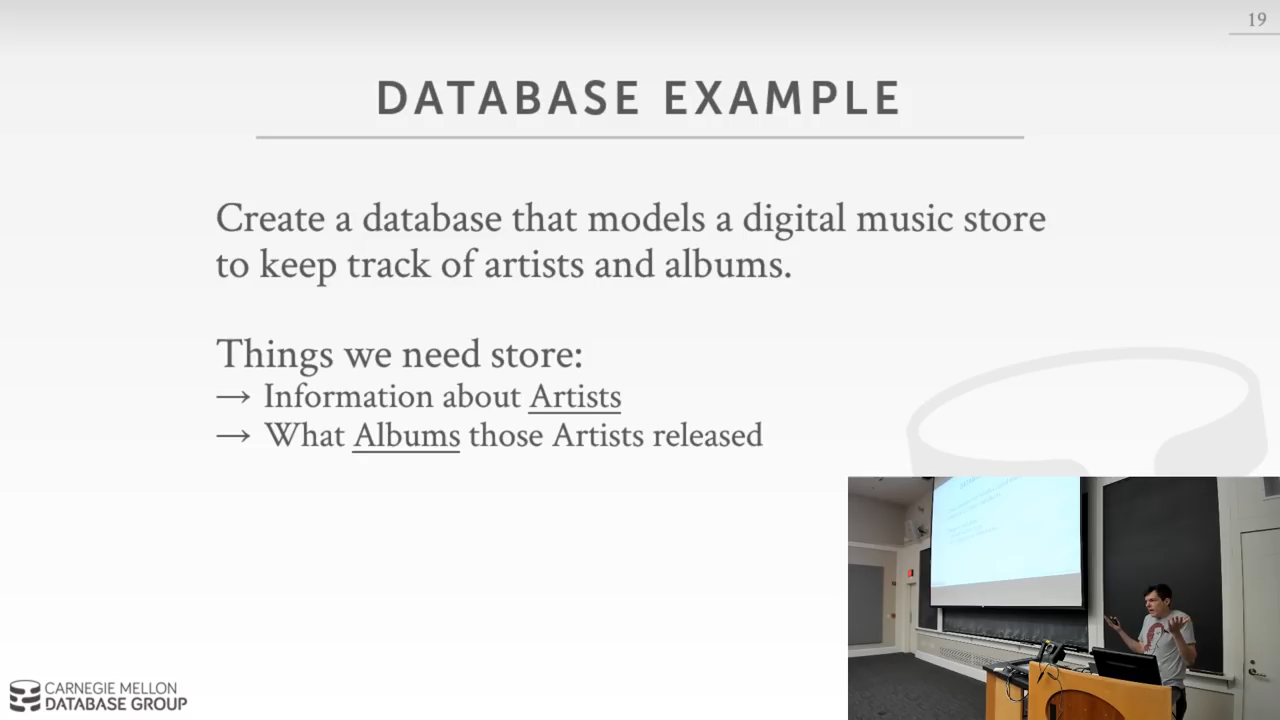 19
DATABASE EXAMPLE
Create a database that models a digital music store
to keep track of artists and albums.
Things we need store:
→ Information about Artists
→ What Albums those Artists released
CARNEGIE MELLON
DATABASE GROUP